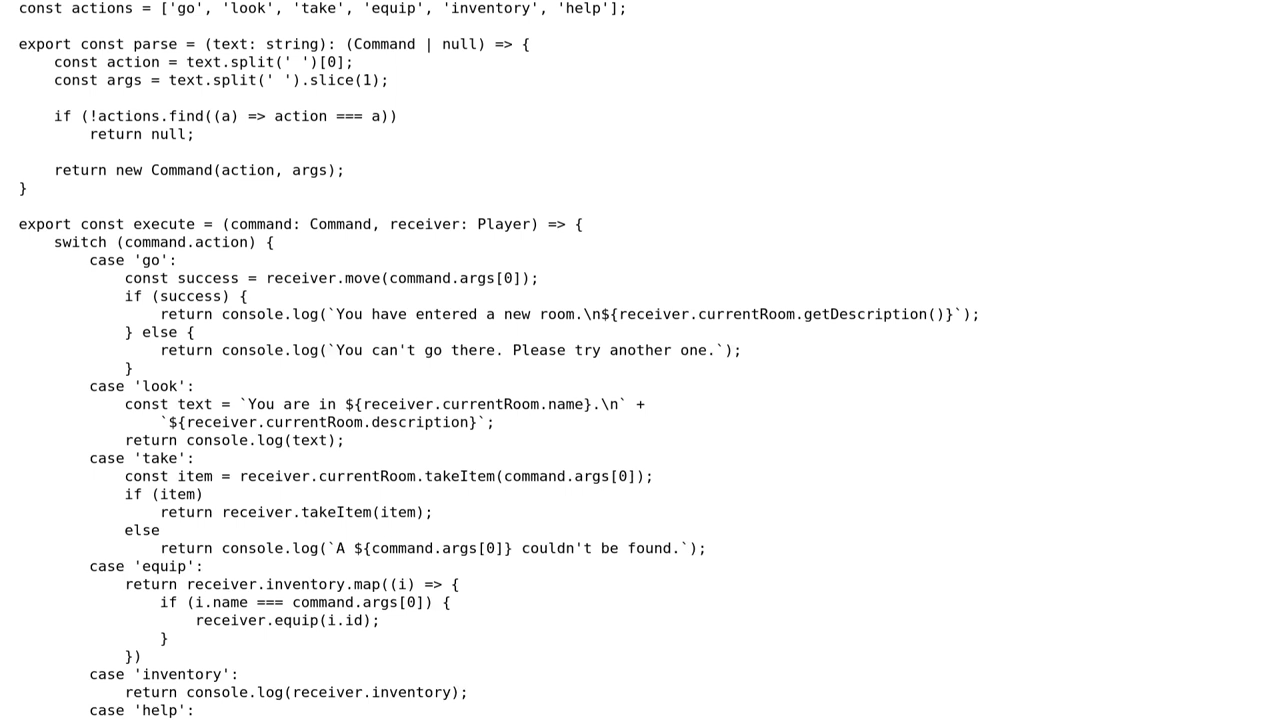 const actions = ['go', 'look', 'take', 'equip', 'inventory', 'help'];

export const parse = (text: string): (Command | null) => {
    const action = text.split(' ')[0];
    const args = text.split(' ').slice(1);

    if (!actions.find((a) => action === a))
        return null;

    return new Command(action, args);
}

export const execute = (command: Command, receiver: Player) => {
    switch (command.action) {
        case 'go':
            const success = receiver.move(command.args[0]);
            if (success) {
                return console.log(`You have entered a new room.\n${receiver.currentRoom.getDescription()}`);
            } else {
                return console.log(`You can't go there. Please try another one.`);
            }
        case 'look':
            const text = `You are in ${receiver.currentRoom.name}.\n` +
                `${receiver.currentRoom.description}`;
            return console.log(text);
        case 'take':
            const item = receiver.currentRoom.takeItem(command.args[0]);
            if (item)
                return receiver.takeItem(item);
            else
                return console.log(`A ${command.args[0]} couldn't be found.`);
        case 'equip':
            return receiver.inventory.map((i) => {
                if (i.name === command.args[0]) {
                    receiver.equip(i.id);
                }
            })
        case 'inventory':
            return console.log(receiver.inventory);
        case 'help':